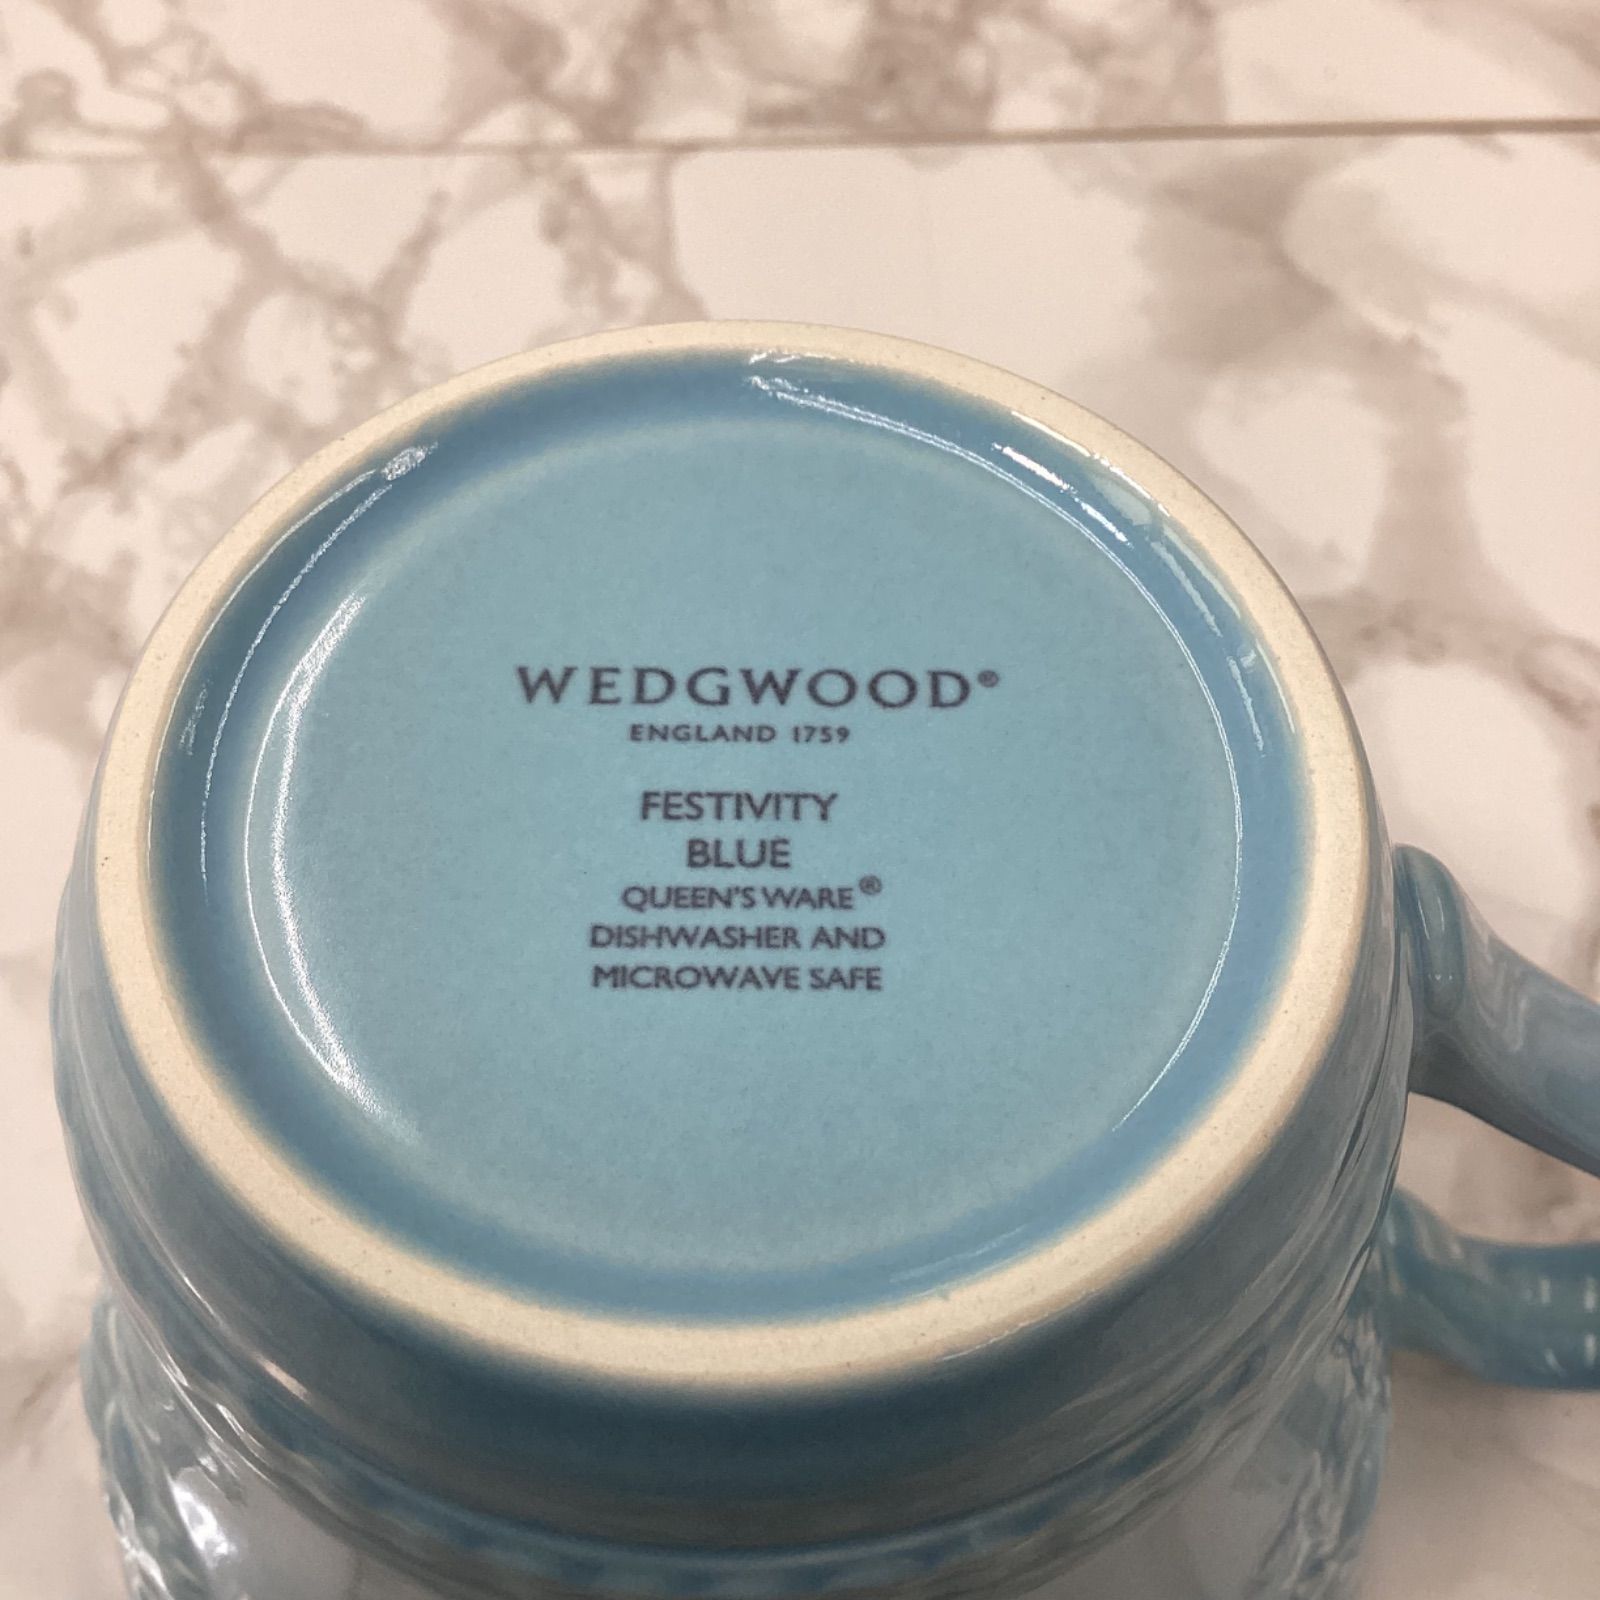 WEDGWOOD®
ENGLAND 1759
FESTIVITY
BLUE
QUEEN'S WARE®
DISHWASHER AND
MICROWAVE SAFE